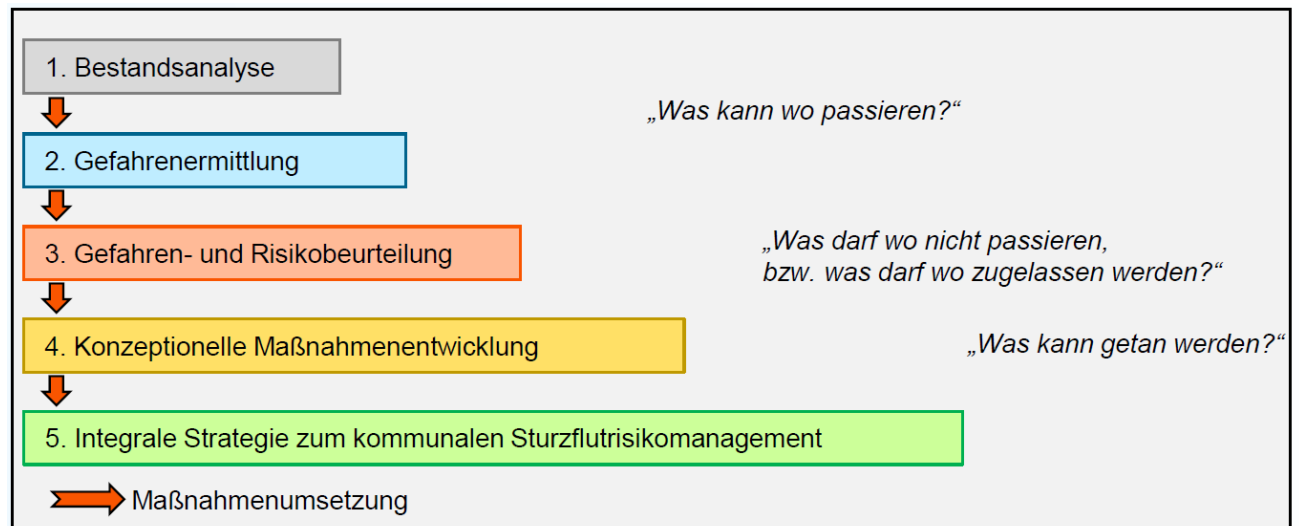 1. Bestandsanalyse
„Was kann wo passieren?“
2. Gefahrenermittlung
3. Gefahren- und Risikobeurteilung
„Was darf wo nicht passieren,
bzw. was darf wo zugelassen werden?“
4. Konzeptionelle Maßnahmenentwicklung
„Was kann getan werden?“
5. Integrale Strategie zum kommunalen Sturzflutrisikomanagement
Maßnahmenumsetzung